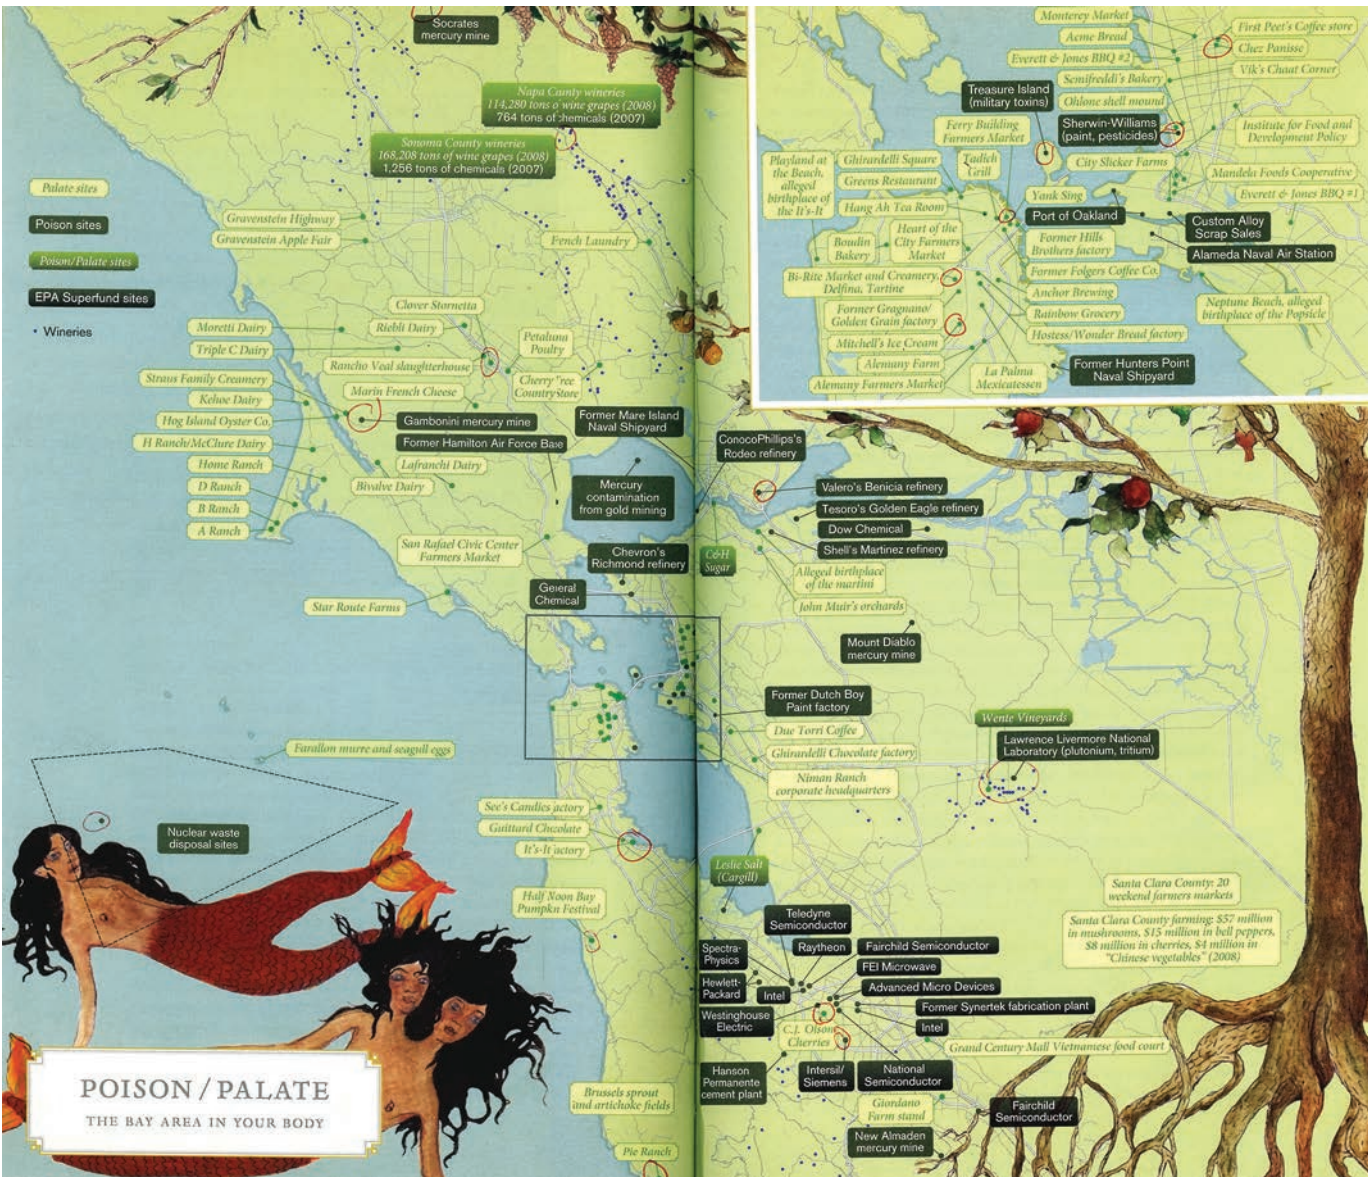 Socrates
mercury mine
Napa County wineries
114,280 tons o wine grapes (2008)
764 tons of chemicals (2007)
Sonoma County wineries
168,208 tons of wine grapes (2008)
1,256 tons of chemicals (2007)
Palate sites
Poison sites
Poison/Palate sites
EPA Superfund sites
Wineries
Gravenstein Highway
Gravenstein Apple Fair
Fench Laundry
Clover Stornetta
Moretti Dairy
Riebli Dairy
Triple C Dairy
Petaluna
Poultry
Rancho Veal slaughterhouse
Straus Family Creamery
Cherry Tree
Country Store
Marin French Cheese
Kehoe Dairy
Hog Island Oyster Co.
Gambonini mercury mine
Former Mare Island
Naval Shipyard
H Ranch/McClure Dairy
Former Hamilton Air Force Base
Home Ranch
Lafranchi Dairy
D Ranch
Bivalve Dairy
B Ranch
A Ranch
Mercury
contamination
from gold mining
San Rafael Civic Center
Farmers Market
Chevron's
Richmond refinery
General
Chemical
Star Route Farms
ConocoPhillips's
Rodeo refinery
Valero's Benicia refinery
Tesoro's Golden Eagle refinery
Dow Chemical
Shell's Martinez refinery
C&H
Sugar
Alleged birthplace
of the martini
John Muir's orchards
Mount Diablo
mercury mine
Former Dutch Boy
Paint factory
Due Torri Coffee
Ghirardelli Chocolate factory
Niman Ranch
corporate headquarters
Wente Vineyards
Lawrence Livermore National
Laboratory (plutonium, tritium)
Farallon murre and seagull eggs
Nuclear waste
disposal sites
See's Candies actory
Guittard Chocolate
It's-It actory
Half Noon Bay
Pumpkn Festival
Leslie Salt
(Cargill)
Santa Clara County: 20
weekend farmers markets
Santa Clara County farming: $57 million
in mushrooms, $15 million in bell peppers,
$8 million in cherries, $4 million in
"Chinese vegetables" (2008)
Teledyne
Semiconductor
Spectra-
Physics
Raytheon
Fairchild Semiconductor
FEI Microwave
Hewlett-
Packard
Intel
Advanced Micro Devices
Former Synertek fabrication plant
Westinghouse
Electric
Intel
C.J. Olson
Cherries
Grand Century Mall Vietnamese food court
Hanson
Permanente
cement plant
Intersil/
Siemens
National
Semiconductor
Giordano
Farm stand
Fairchild
Semiconductor
New Almaden
mercury mine
Brussels sprout
and artichoke fields
Pie Ranch
POISON / PALATE
THE BAY AREA IN YOUR BODY
Monterey Market
Acme Bread
Everett & Jones BBQ #2
First Peet's Coffee store
Chez Panisse
Semifreddi's Bakery
Vik's Chaat Corner
Treasure Island
(military toxins)
Ohlone shell mound
Sherwin-Williams
(paint, pesticides)
Ferry Building
Farmers Market
Institute for Food and
Development Policy
Playland at
the Beach,
alleged
birthplace of
the It's-It
Ghirardelli Square
Tadich
Grill
City Slicker Farms
Greens Restaurant
Mandela Foods Cooperative
Hang Ah Tea Room
Yank Sing
Everett & Jones BBQ #1
Port of Oakland
Custom Alloy
Scrap Sales
Boudin
Bakery
Heart of the
City Farmers
Market
Former Hills
Brothers factory
Alameda Naval Air Station
Bi-Rite Market and Creamery,
Delfina, Tartine
Former Folgers Coffee Co.
Anchor Brewing
Former Gragnano/
Golden Grain factory
Rainbow Grocery
Neptune Beach, alleged
birthplace of the Popsicle
Hostess/Wonder Bread factory
Mitchell's Ice Cream
Alemany Farm
Alemany Farmers Market
La Palma
Mexicatessen
Former Hunters Point
Naval Shipyard